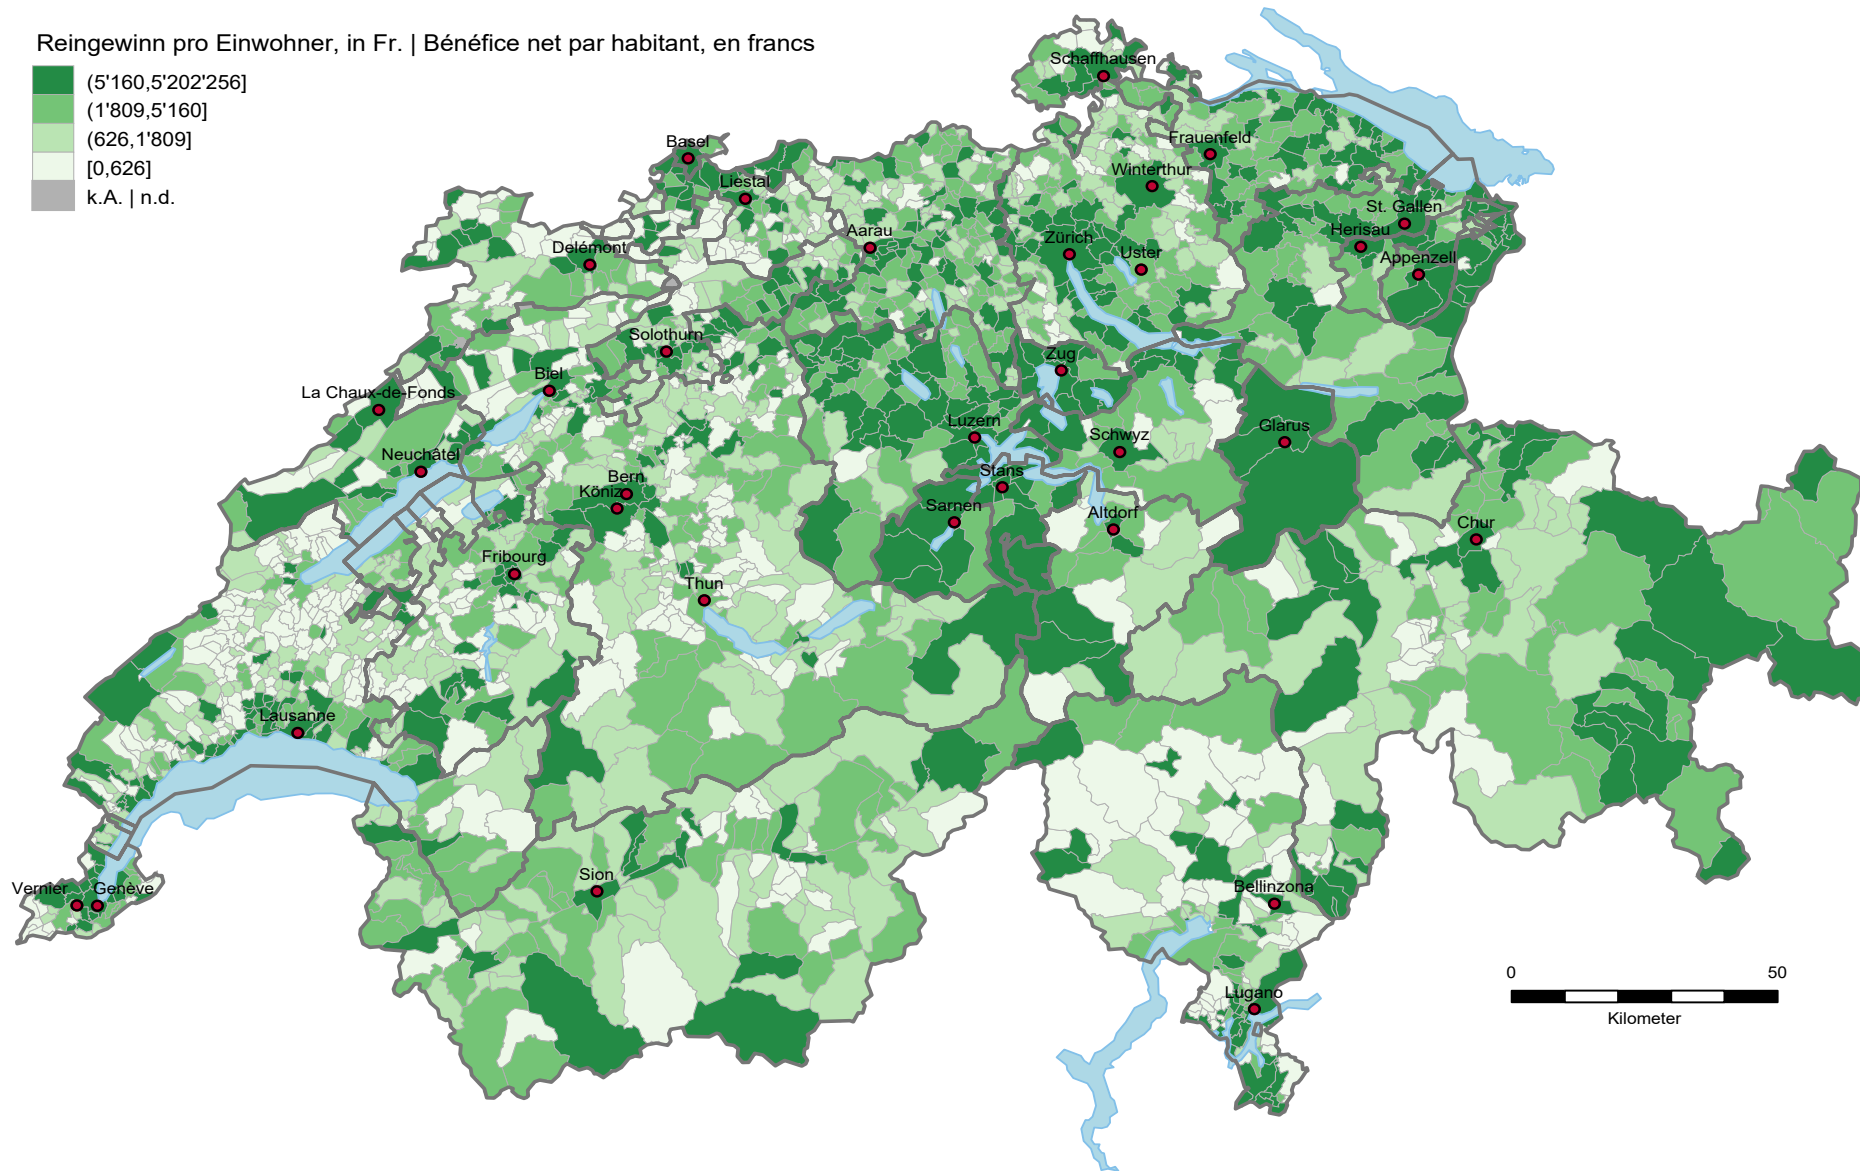 Reingewinn pro Einwohner, in Fr. | Bénéfice net par habitant, en francs
(5'160,5'202'256]
(1'809,5'160]
(626,1'809]
[0,626]
k.A. | n.d.
Schaffhausen
Basel
Frauenfeld
Winterthur
Liestal
St. Gallen
Herisau
Aarau
Zürich
Delémont
Uster
Appenzell
Solothurn
Zug
Biel
La Chaux-de-Fonds
Luzern
Glarus
Schwyz
Neuchâtel
Stans
Bern
Köniz
Sarnen
Altdorf
Chur
Fribourg
Thun
Lausanne
Sion
Vernier
Genève
Bellinzona
Lugano
0
50
Kilometer